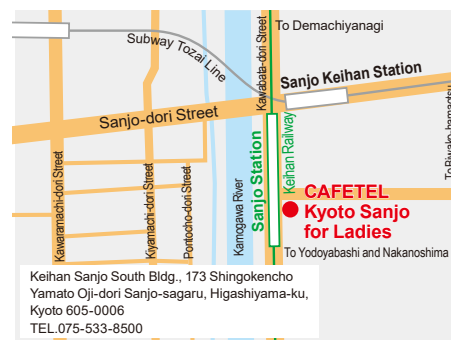 To Demachiyanagi
Subway Tozai Line
Kawabata-dori Street
Sanjo Keihan Station
Sanjo-dori Street
Keihan Railway
Sanjo Station
CAFETEL
Kyoto Sanjo
for Ladies
Kawaramachi-dori Street
Kiyamachi-dori Street
Pontocho-dori Street
Kamogawa River
To Yodoyabashi and Nakanoshima
To Biwako-hamaotsu
Keihan Sanjo South Bldg., 173 Shingokencho
Yamato Oji-dori Sanjo-sagaru, Higashiyama-ku,
Kyoto 605-0006
TEL.075-533-8500